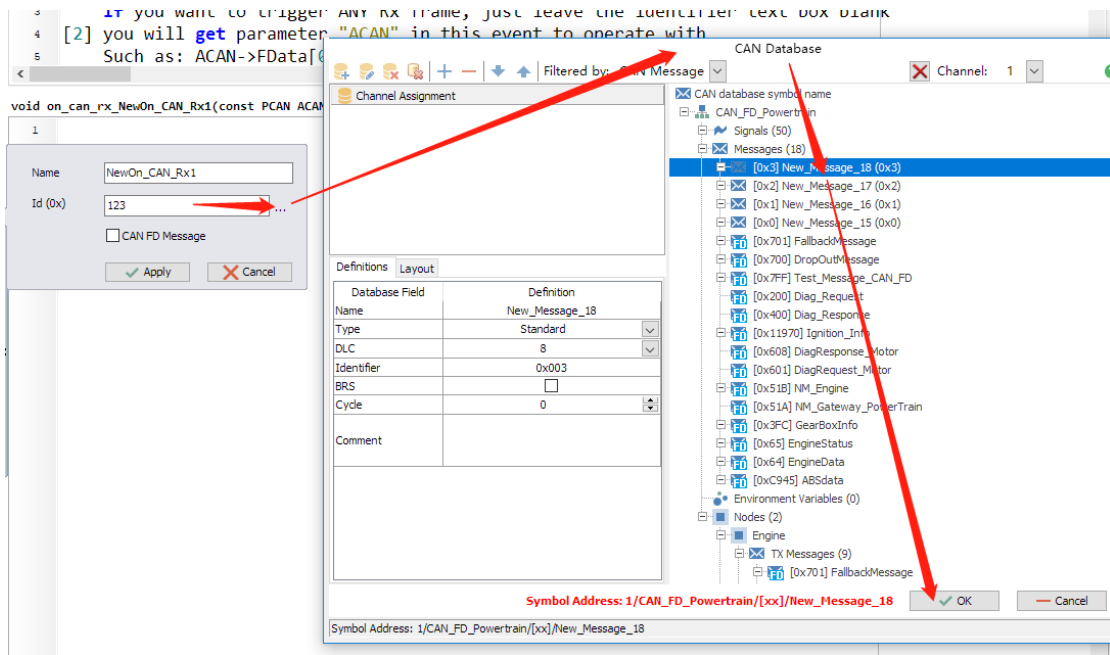 3 If you want to trigger ANY Rx frame, just leave the identifier text box blank
4 [2] you will get parameter "ACAN" in this event to operate with
5 Such as: ACAN->FData[0
void on_can_rx_NewOn_CAN_Rx1(const PCAN ACAN
1
Name NewOn_CAN_Rx1
Id (0x) 123 ...
CAN FD Message
Apply Cancel
CAN Database
Filtered by: CAN Message Channel: 1
Channel Assignment
Definitions Layout
Database Field Definition
Name New_Message_18
Type Standard
DLC 8
Identifier 0x003
BRS
Cycle 0
Comment
CAN database symbol name
CAN_FD_Powertrain
Signals (50)
Messages (18)
[0x3] New_Message_18 (0x3)
[0x2] New_Message_17 (0x2)
[0x1] New_Message_16 (0x1)
[0x0] New_Message_15 (0x0)
[0x701] FallbackMessage
[0x700] DropOutMessage
[0x7FF] Test_Message_CAN_FD
[0x200] Diag_Request
[0x400] Diag_Response
[0x11970] Ignition_Info
[0x608] DiagResponse_Motor
[0x601] DiagRequest_Motor
[0x51B] NM_Engine
[0x51A] NM_Gateway_PowerTrain
[0x3FC] GearBoxInfo
[0x65] EngineStatus
[0x64] EngineData
[0xC945] ABSdata
Environment Variables (0)
Nodes (2)
Engine
TX Messages (9)
[0x701] FallbackMessage
Symbol Address: 1/CAN_FD_Powertrain/[xx]/New_Message_18 OK Cancel
Symbol Address: 1/CAN_FD_Powertrain/[xx]/New_Message_18